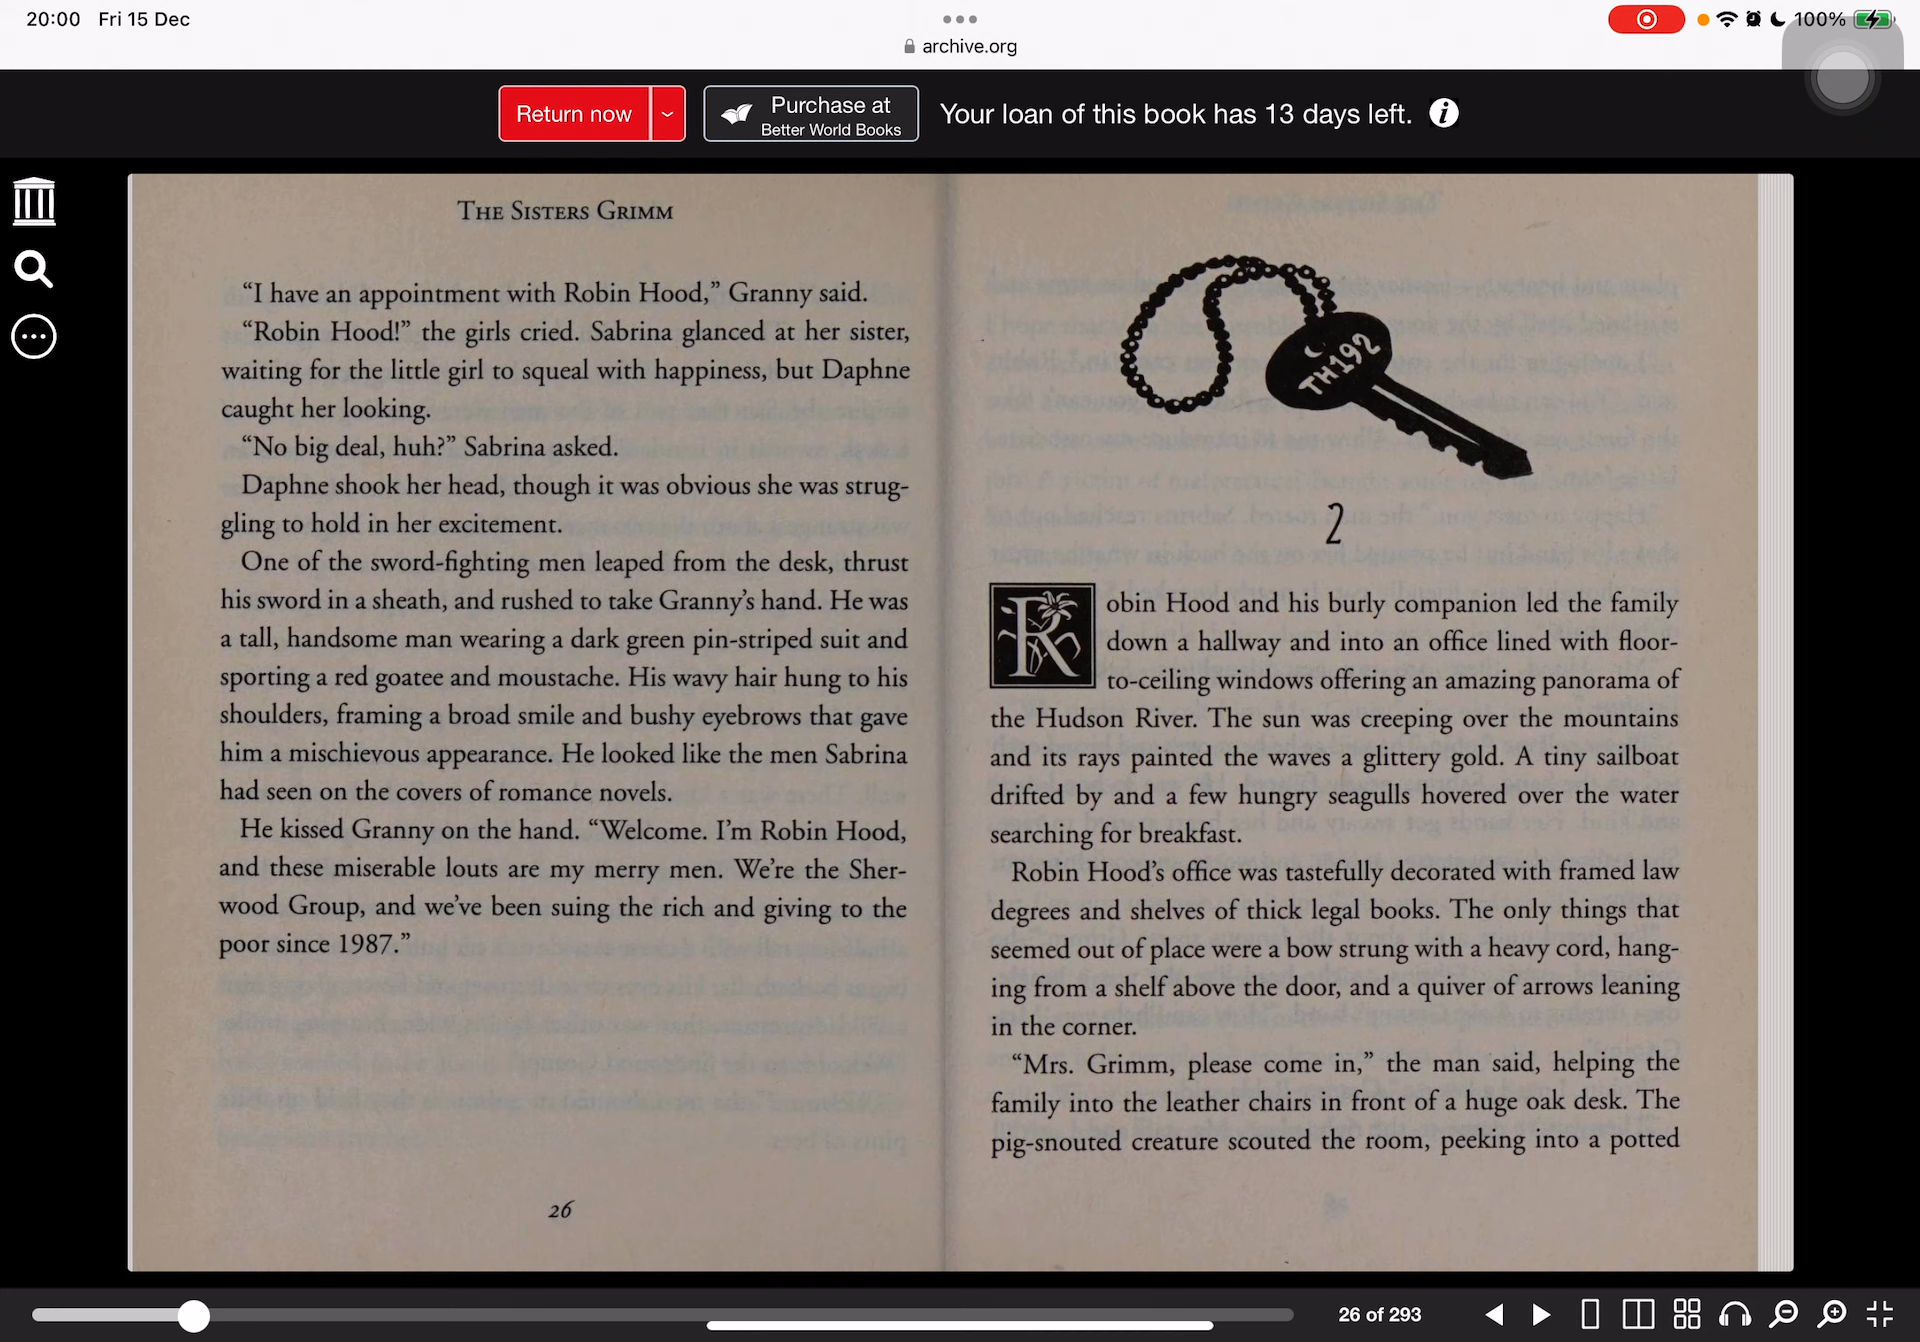 20:00 Fri 15 Dec
100%
archive.org
Return now
Purchase at
Better World Books
Your loan of this book has 13 days left.
THE SISTERS GRIMM
“I have an appointment with Robin Hood,” Granny said.
“Robin Hood!” the girls cried. Sabrina glanced at her sister,
waiting for the little girl to squeal with happiness, but Daphne
caught her looking.
“No big deal, huh?” Sabrina asked.
Daphne shook her head, though it was obvious she was strug-
gling to hold in her excitement.
One of the sword-fighting men leaped from the desk, thrust
his sword in a sheath, and rushed to take Granny’s hand. He was
a tall, handsome man wearing a dark green pin-striped suit and
sporting a red goatee and moustache. His wavy hair hung to his
shoulders, framing a broad smile and bushy eyebrows that gave
him a mischievous appearance. He looked like the men Sabrina
had seen on the covers of romance novels.
He kissed Granny on the hand. “Welcome. I’m Robin Hood,
and these miserable louts are my merry men. We’re the Sher-
wood Group, and we’ve been suing the rich and giving to the
poor since 1987.”
26
TH192
2
Robin Hood and his burly companion led the family
down a hallway and into an office lined with floor-
to-ceiling windows offering an amazing panorama of
the Hudson River. The sun was creeping over the mountains
and its rays painted the waves a glittery gold. A tiny sailboat
drifted by and a few hungry seagulls hovered over the water
searching for breakfast.
Robin Hood’s office was tastefully decorated with framed law
degrees and shelves of thick legal books. The only things that
seemed out of place were a bow strung with a heavy cord, hang-
ing from a shelf above the door, and a quiver of arrows leaning
in the corner.
“Mrs. Grimm, please come in,” the man said, helping the
family into the leather chairs in front of a huge oak desk. The
pig-snouted creature scouted the room, peeking into a potted
26 of 293